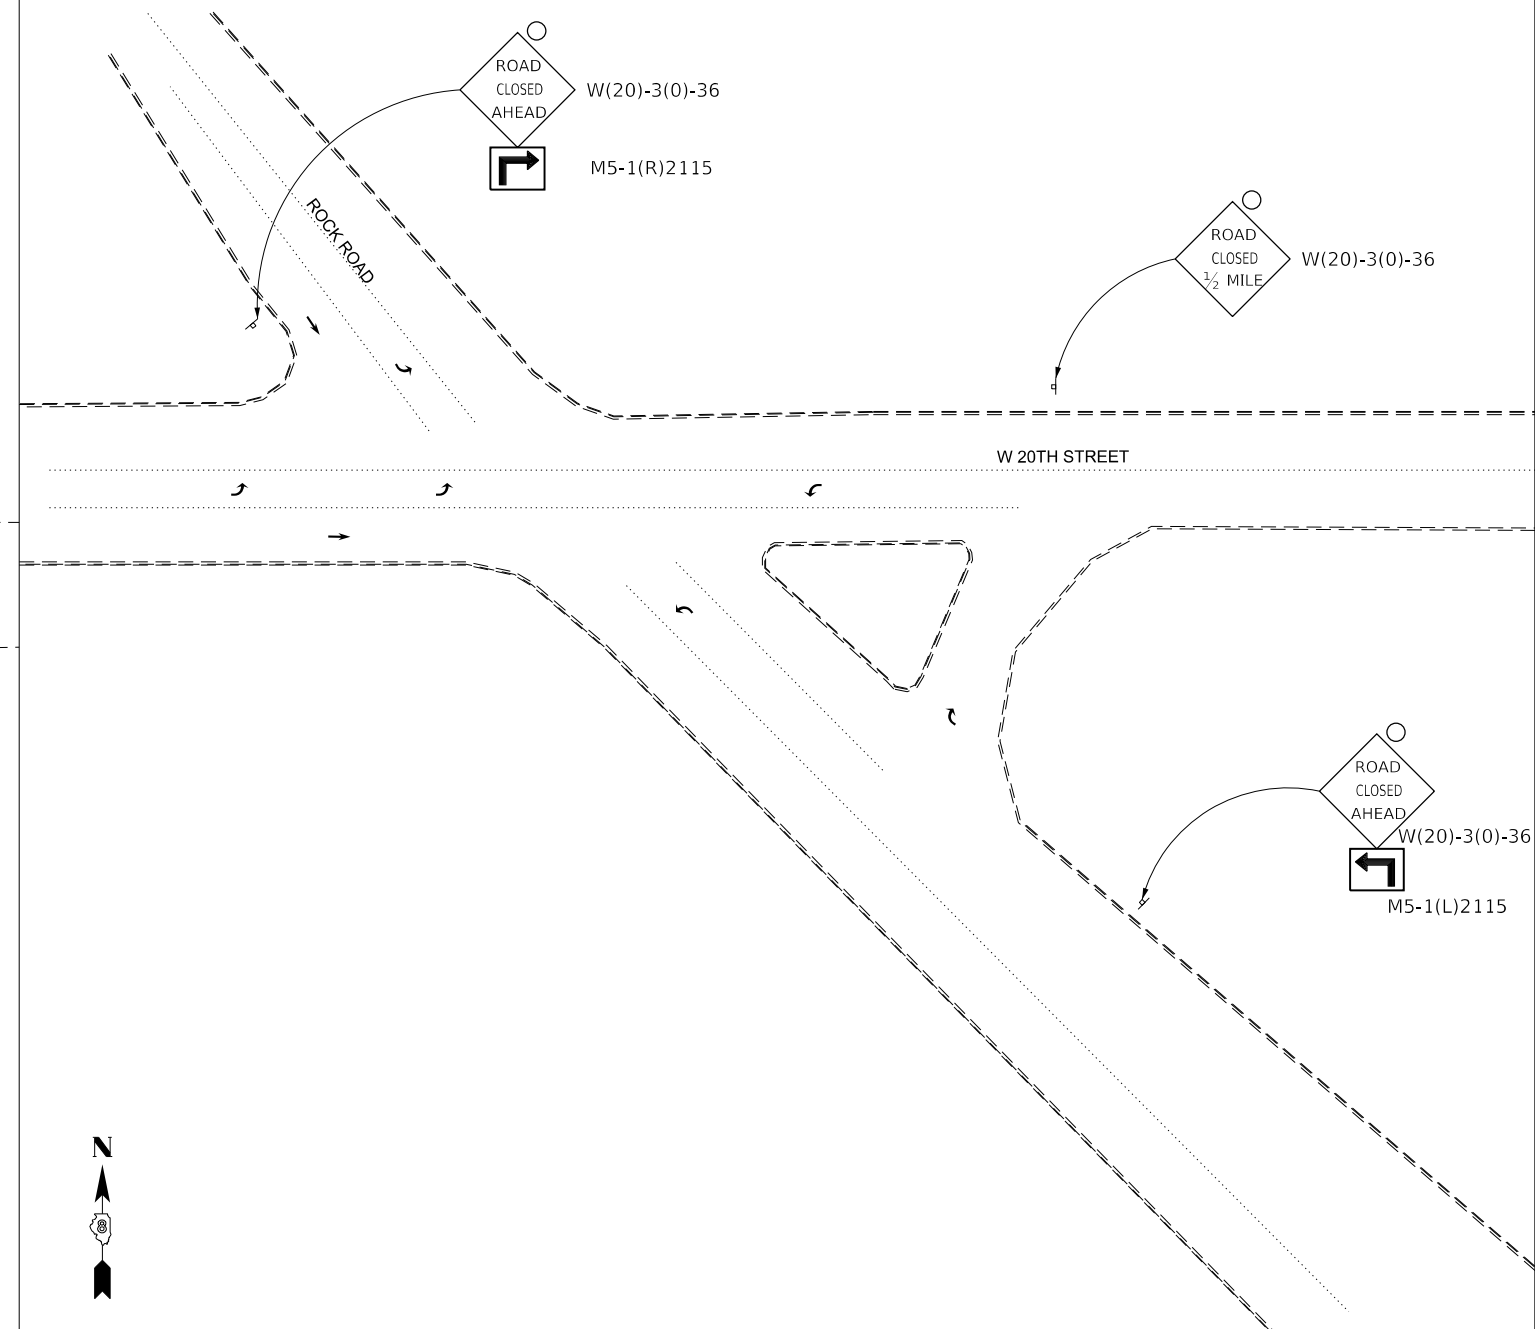 ROAD
CLOSED
AHEAD
W(20)-3(0)-36
M5-1(R)2115
ROCK ROAD
ROAD
CLOSED
½ MILE
W(20)-3(0)-36
W 20TH STREET
ROAD
CLOSED
AHEAD
W(20)-3(0)-36
M5-1(L)2115
N
8